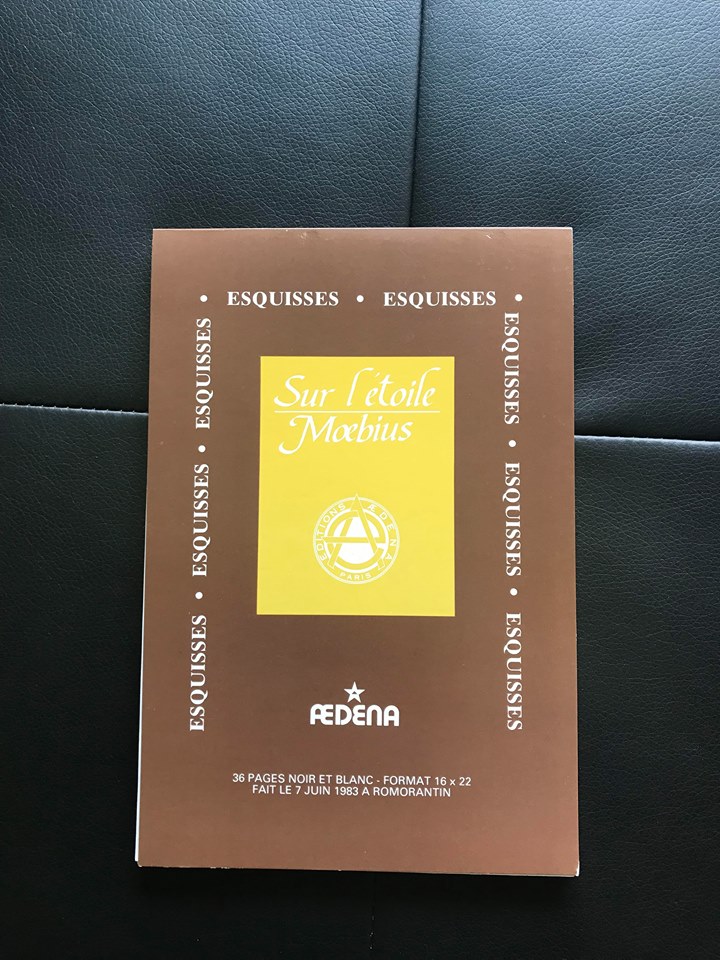 • ESQUISSES • ESQUISSES •
ESQUISSES • ESQUISSES • ESQUISSES
ESQUISSES • ESQUISSES • ESQUISSES
Sur l'étoile
Mœbius
EDITIONS ÆDENA
PARIS
ÆDENA
36 PAGES NOIR ET BLANC - FORMAT 16 x 22
FAIT LE 7 JUIN 1983 A ROMORANTIN